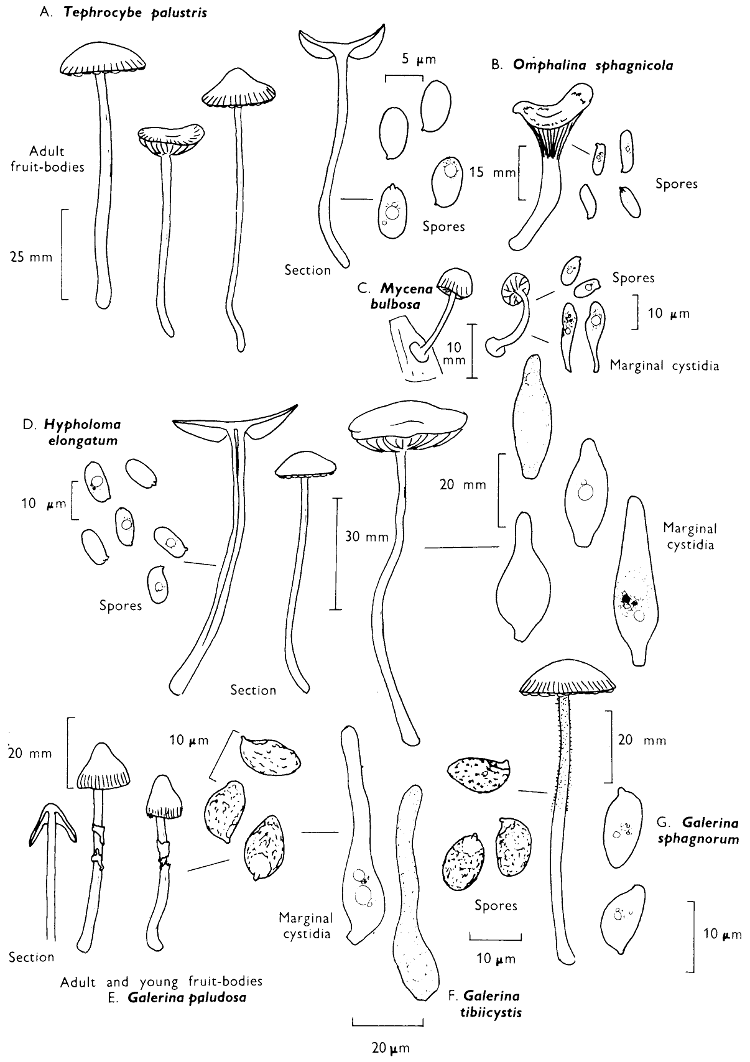 A. Tephrocybe palustris
5 µm
B. Omphalina sphagnicola
Adult
fruit-bodies
15 mm
Spores
25 mm
Spores
Section
C. Mycena
bulbosa
Spores
10 µm
10
mm
Marginal cystidia
D. Hypholoma
elongatum
10 µm
20 mm
30 mm
Marginal
cystidia
Spores
Section
20 mm
10 µm
20 mm
G. Galerina
sphagnorum
Spores
Marginal
cystidia
10 µm
10 µm
Section
Adult and young fruit-bodies
E. Galerina paludosa
F. Galerina
tibiicystis
20 µm